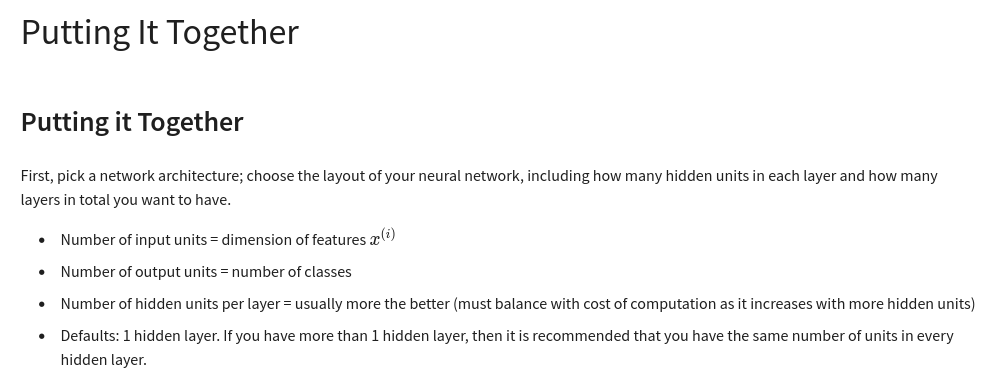 Putting It Together
Putting it Together
First, pick a network architecture; choose the layout of your neural network, including how many hidden units in each layer and how many
layers in total you want to have.
• Number of input units = dimension of features x^{(i)}
• Number of output units = number of classes
• Number of hidden units per layer = usually more the better (must balance with cost of computation as it increases with more hidden units)
• Defaults: 1 hidden layer. If you have more than 1 hidden layer, then it is recommended that you have the same number of units in every
hidden layer.